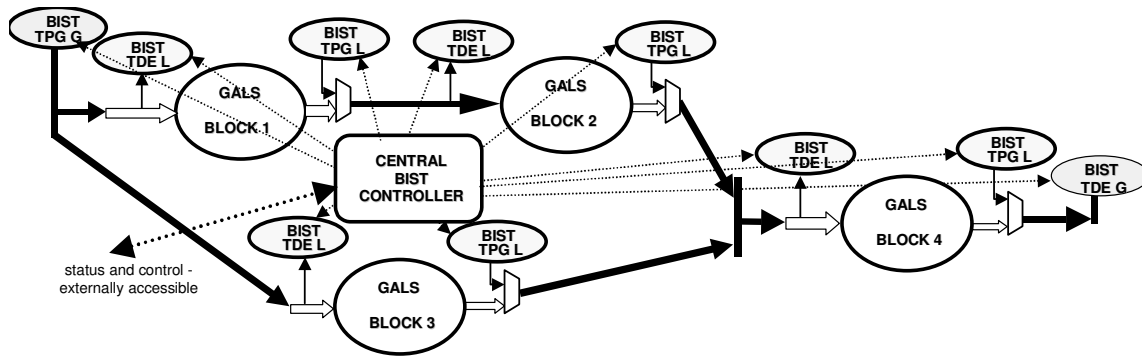 BIST
TPG G
BIST
TDE L
GALS
BLOCK 1
BIST
TPG L
BIST
TDE L
GALS
BLOCK 2
BIST
TPG L
CENTRAL
BIST
CONTROLLER
BIST
TDE L
GALS
BLOCK 4
BIST
TPG L
BIST
TDE G
status and control -
externally accessible
BIST
TDE L
GALS
BLOCK 3
BIST
TPG L